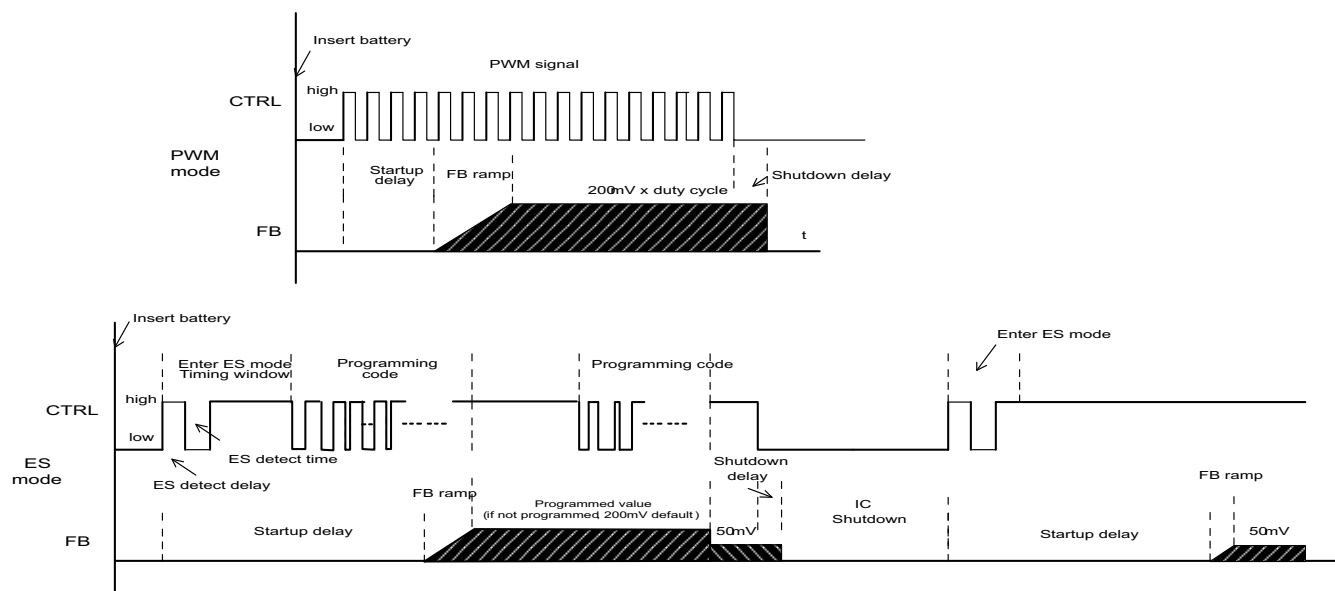 Insert battery
PWM signal
CTRL
high
low
PWM
mode
Startup
delay
FB ramp
200mV x duty cycle
Shutdown delay
FB
t
Insert battery
Enter ES mode
Enter ES mode
Timing window
Programming
code
Programming code
CTRL
high
low
ES
mode
ES detect time
ES detect delay
Shutdown
delay
FB ramp
FB ramp
Programmed value
(if not programmed, 200mV default)
IC
Shutdown
FB
Startup delay
50mV
Startup delay
50mV